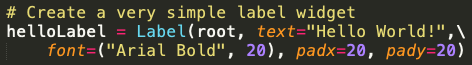 # Create a very simple label widget
helloLabel = Label(root, text="Hello World!",\
    font=("Arial Bold", 20), padx=20, pady=20)